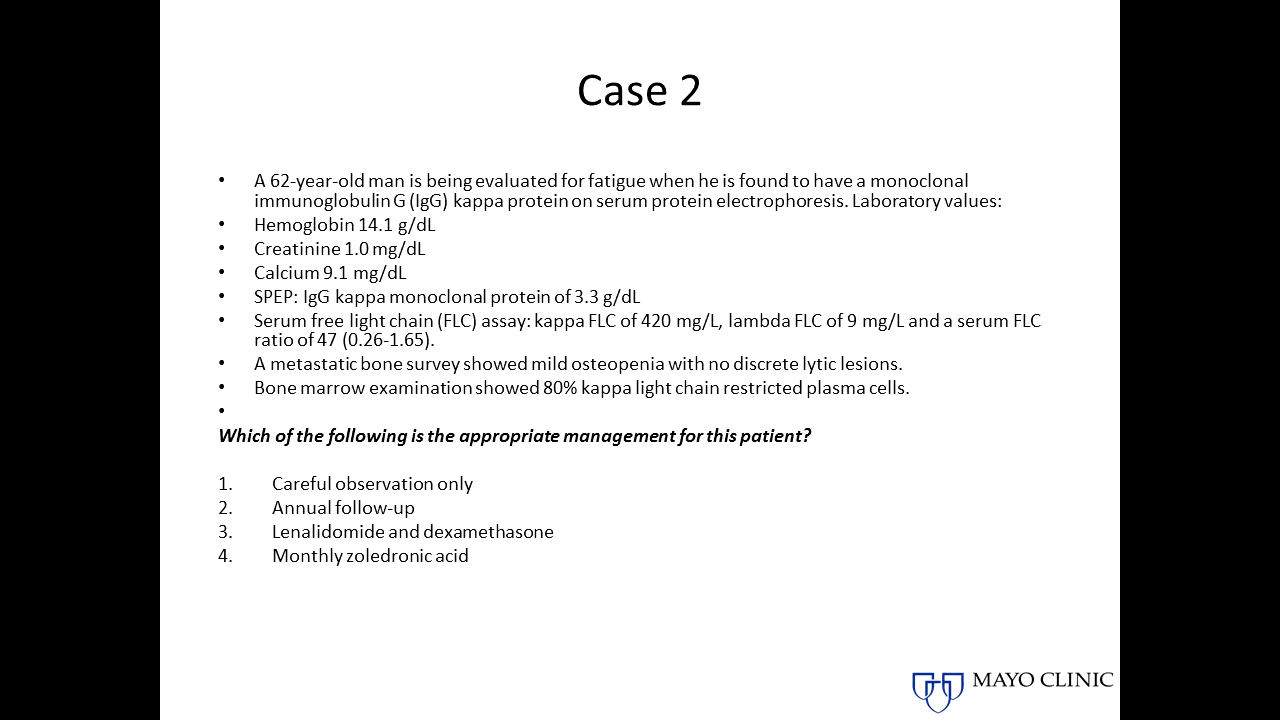 Case 2
• A 62-year-old man is being evaluated for fatigue when he is found to have a monoclonal
immunoglobulin G (IgG) kappa protein on serum protein electrophoresis. Laboratory values:
• Hemoglobin 14.1 g/dL
• Creatinine 1.0 mg/dL
• Calcium 9.1 mg/dL
• SPEP: IgG kappa monoclonal protein of 3.3 g/dL
• Serum free light chain (FLC) assay: kappa FLC of 420 mg/L, lambda FLC of 9 mg/L and a serum FLC
ratio of 47 (0.26-1.65).
• A metastatic bone survey showed mild osteopenia with no discrete lytic lesions.
• Bone marrow examination showed 80% kappa light chain restricted plasma cells.
•
Which of the following is the appropriate management for this patient?
1. Careful observation only
2. Annual follow-up
3. Lenalidomide and dexamethasone
4. Monthly zoledronic acid
MAYO CLINIC